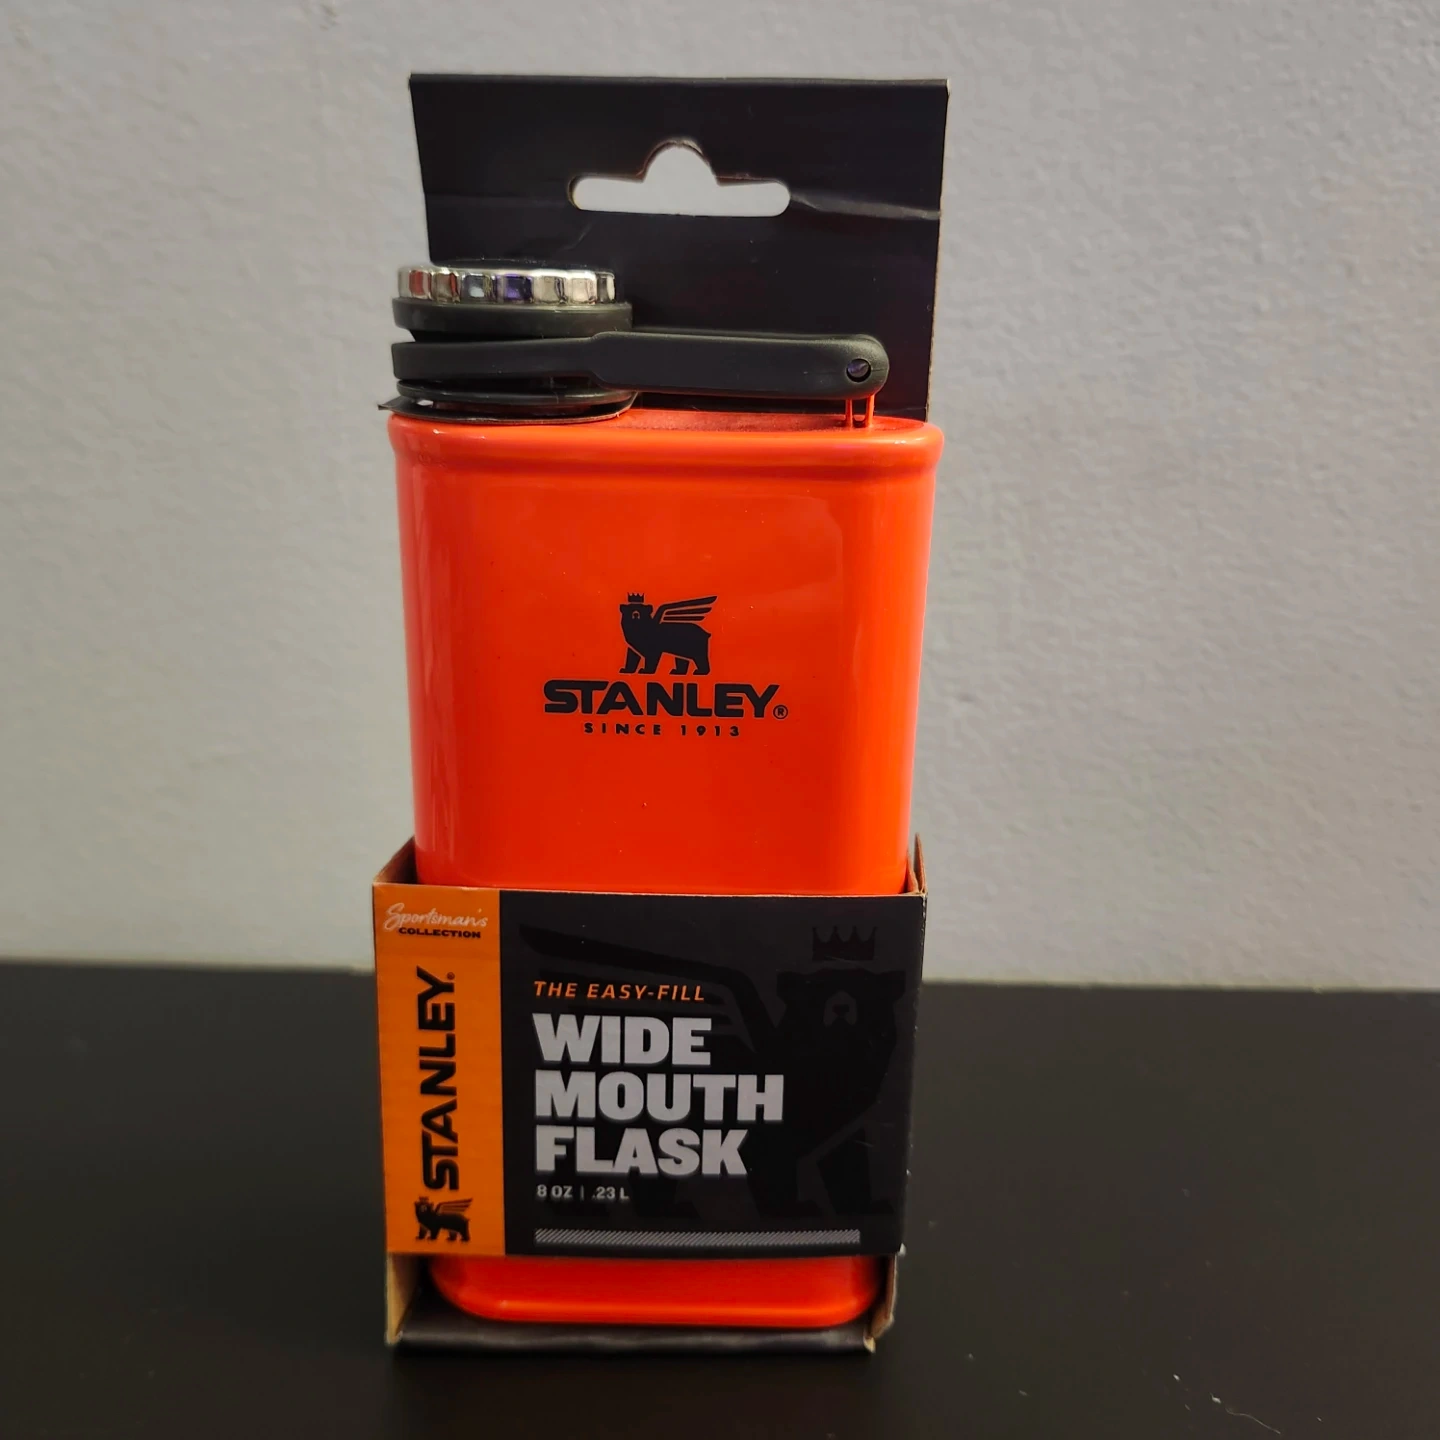 STANLEY®
SINCE 1913
Sportsman's
COLLECTION
STANLEY®
THE EASY-FILL
WIDE
MOUTH
FLASK
8 OZ | .23 L